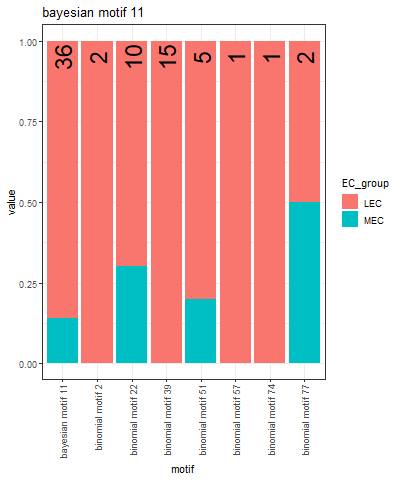 bayesian motif 11
1.00
0.75
0.50
0.25
0.00
value
36
2
10
15
5
1
1
2
bayesian motif 11
binomial motif 2
binomial motif 22
binomial motif 39
binomial motif 51
binomial motif 57
binomial motif 74
binomial motif 77
motif
EC_group
LEC
MEC